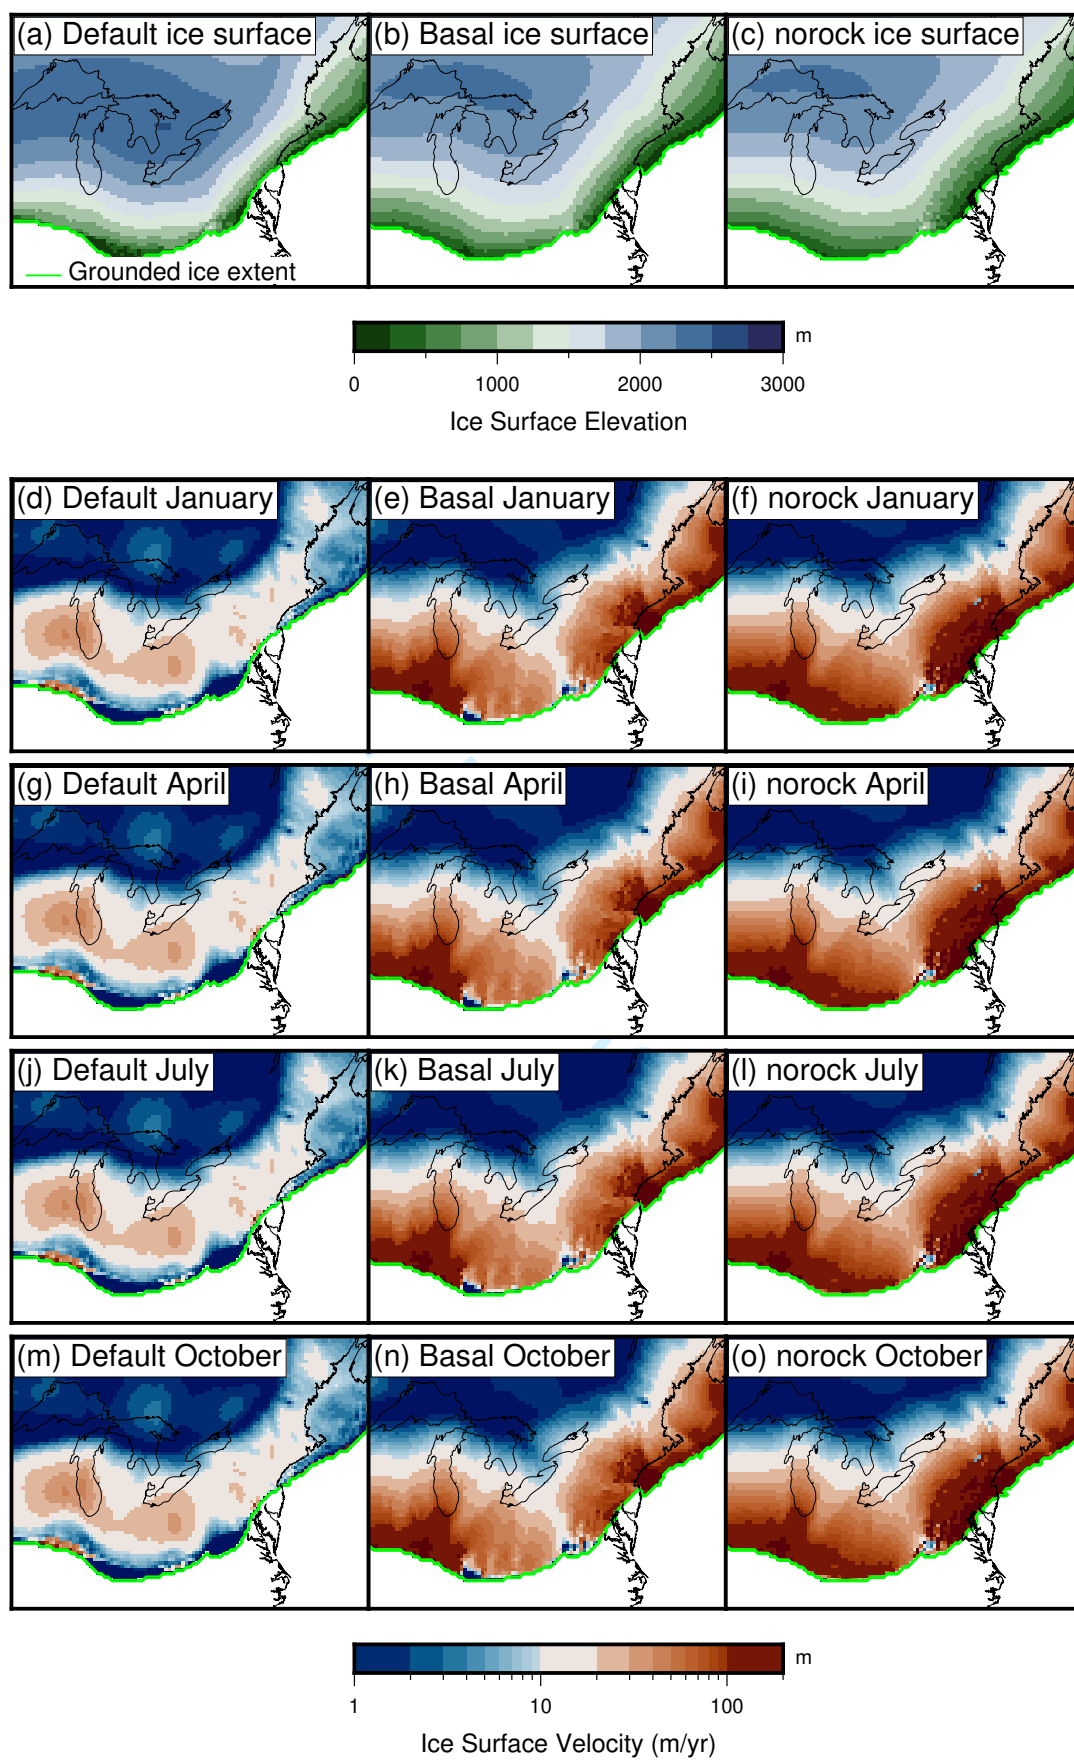 (a) Default ice surface
(b) Basal ice surface
(c) norock ice surface
Grounded ice extent
m
0 1000 2000 3000
Ice Surface Elevation
(d) Default January
(e) Basal January
(f) norock January
(g) Default April
(h) Basal April
(i) norock April
(j) Default July
(k) Basal July
(l) norock July
(m) Default October
(n) Basal October
(o) norock October
m
1 10 100
Ice Surface Velocity (m/yr)